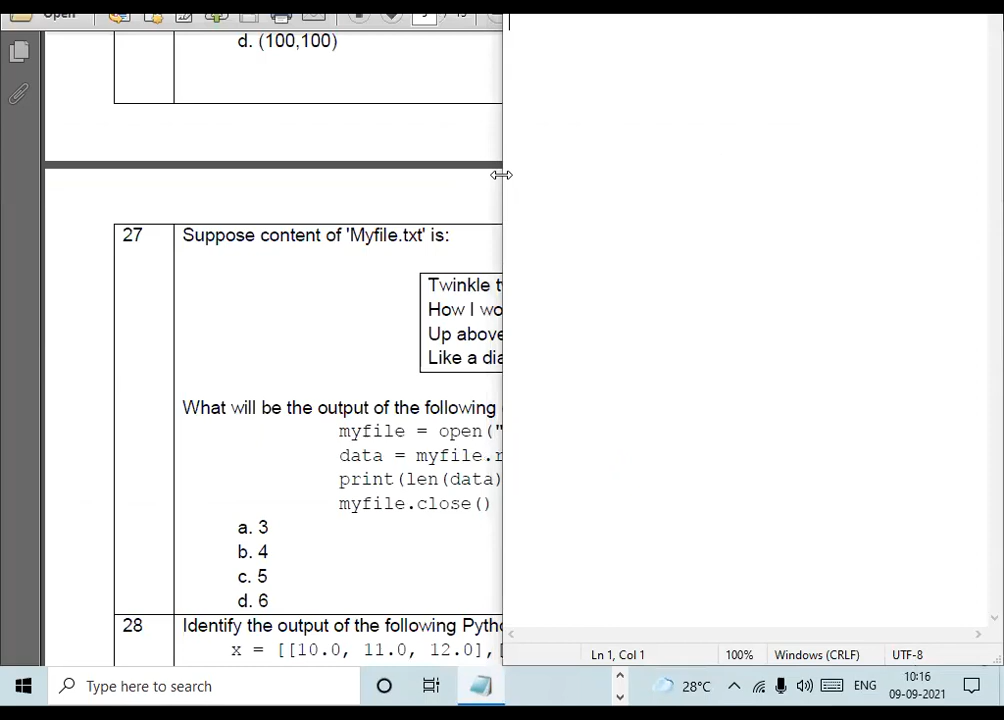 Open
d. (100,100)
27
Suppose content of 'Myfile.txt' is:
Twinkle t
How I wo
Up above
Like a dia
What will be the output of the following
myfile = open("
data = myfile.r
print(len(data)
myfile.close()
a. 3
b. 4
c. 5
d. 6
28
Identify the output of the following Pytho
x = [[10.0, 11.0, 12.0],[
Ln 1, Col 1
100%
Windows (CRLF)
UTF-8
Type here to search
28°C
ENG
10:16
09-09-2021